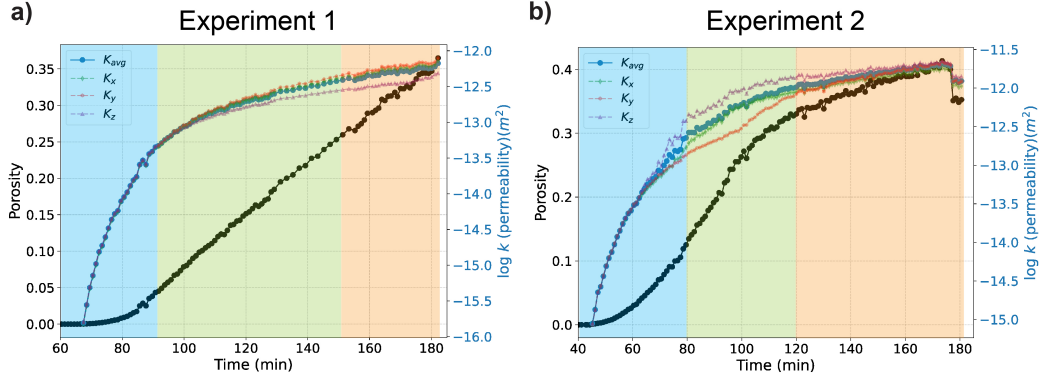 a)
Experiment 1
K_avg
K_x
K_y
K_z
0.35
0.30
0.25
0.20
0.15
0.10
0.05
0.00
Porosity
−12.0
−12.5
−13.0
−13.5
−14.0
−14.5
−15.0
−15.5
−16.0
log k (permeability)(m²)
60 80 100 120 140 160 180
Time (min)
b)
Experiment 2
K_avg
K_x
K_y
K_z
0.4
0.3
0.2
0.1
0.0
Porosity
−11.5
−12.0
−12.5
−13.0
−13.5
−14.0
−14.5
−15.0
log k (permeability)(m²)
40 60 80 100 120 140 160 180
Time (min)